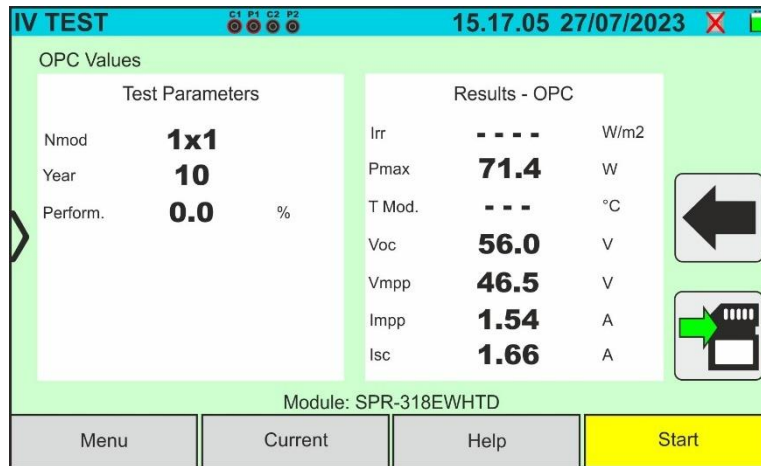 IV TEST C1 P1 C2 P2 15.17.05 27/07/2023
OPC Values
Test Parameters
Nmod 1x1
Year 10
Perform. 0.0 %
Results - OPC
Irr - - - - W/m2
Pmax 71.4 W
T Mod. - - - °C
Voc 56.0 V
Vmpp 46.5 V
Impp 1.54 A
Isc 1.66 A
Module: SPR-318EWHTD
Menu Current Help Start